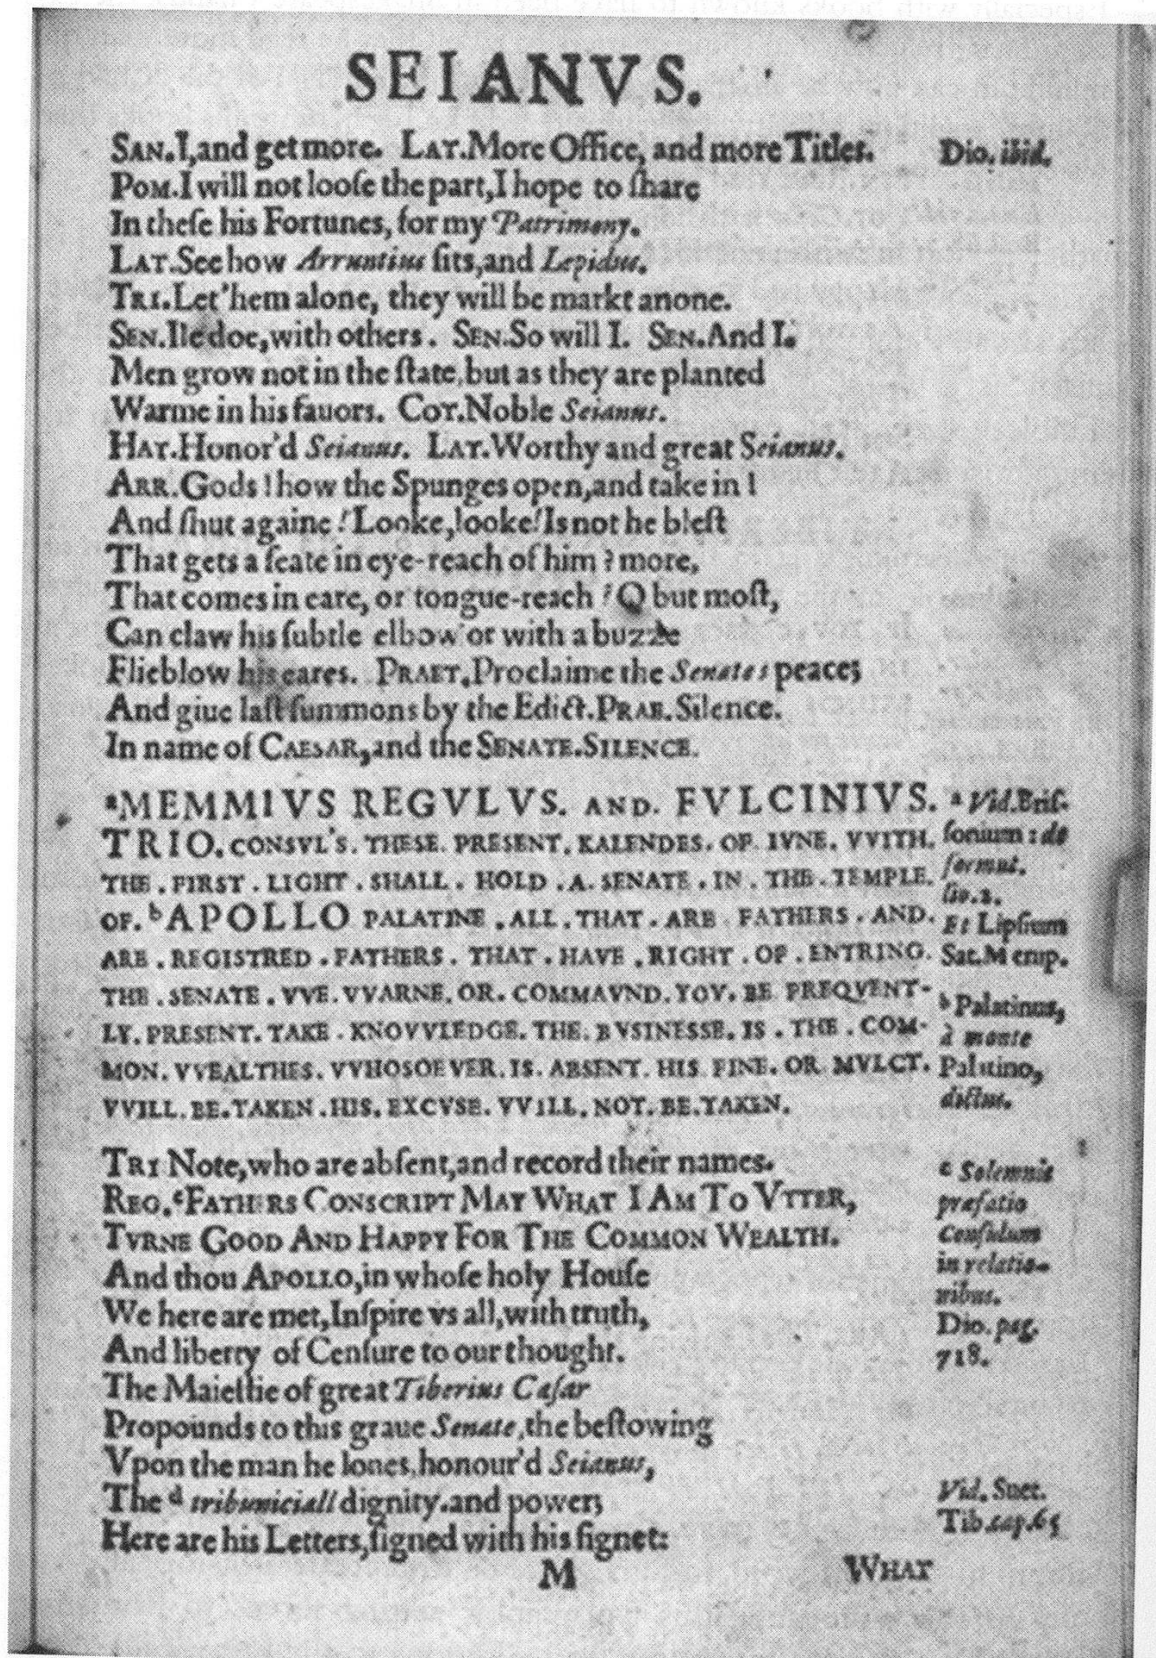 SEIANVS.
SAN.I,and get more. LAT.More Office, and more Titles.
Dio. ibid.
POM.I will not looſe the part,I hope to ſhare
In theſe his Fortunes, for my Patrimony.
LAT.See how Arruntius ſits,and Lepidus.
TRI.Let'hem alone, they will be markt anone.
SEN.Ile doe,with others. SEN.So will I. SEN.And I.
Men grow not in the ſtate,but as they are planted
Warme in his fauors. COT.Noble Seianus.
HAT.Honor'd Seianus. LAT.Worthy and great Seianus.
ARR.Gods!how the Spunges open,and take in!
And ſhut againe!Looke,looke!Is not he bleſt
That gets a ſeate in eye-reach of him? more,
That comes in eare, or tongue-reach?O but moſt,
Can claw his ſubtle elbow or with a buzze
Flieblow his eares. PRAET.Proclaime the Senates peace;
And giue laſt ſummons by the Edict.PRAE.Silence.
In name of CAESAR,and the SENATE.SILENCE.
ᵃMEMMIVS REGVLVS. AND. FVLCINIVS.
TRIO. CONSVL'S. THESE. PRESENT. KALENDES. OF. IVNE. VVITH.
THE. FIRST. LIGHT. SHALL. HOLD. A. SENATE. IN. THE. TEMPLE.
OF. ᵇAPOLLO PALATINE. ALL. THAT. ARE FATHERS. AND.
ARE. REGISTRED. FATHERS. THAT. HAVE. RIGHT. OF. ENTRING.
THE. SENATE. VVE. VVARNE. OR. COMMAVND. YOV. BE PREQVENT-
LY. PRESENT. TAKE. KNOVVLEDGE. THE. BVSINESSE. IS. THE. COM-
MON. VVEALTHES. VVHOSOEVER. IS. ABSENT. HIS FINE. OR MVLCT.
VVILL. BE. TAKEN. HIS. EXCVSE. VVILL. NOT. BE. TAKEN.
ᵃ Vid.Briſ-
ſonium: de
formul.
lib.2.
Et Lipſium
Sat.Menip.
ᵇ Palatinus,
à monte
Palatino,
dictus.
TRI Note,who are abſent,and record their names.
REG.ᶜFATHERS CONSCRIPT MAY WHAT I AM TO VTTER,
TVRNE GOOD AND HAPPY FOR THE COMMON WEALTH.
And thou APOLLO,in whoſe holy Houſe
We here are met,Inſpire vs all,with truth,
And liberty of Cenſure to our thought.
The Maieſtie of great Tiberius Cæſar
Propounds to this graue Senate,the beſtowing
Vpon the man he loues,honour'd Seianus,
The ᵈ tribuniciall dignity.and power;
Here are his Letters,ſigned with his ſignet:
ᶜ Solemnis
præfatio
Conſulum
in relatio-
nibus.
Dio. pag.
718.
Vid. Suet.
Tib.cap.65
M
WHAT